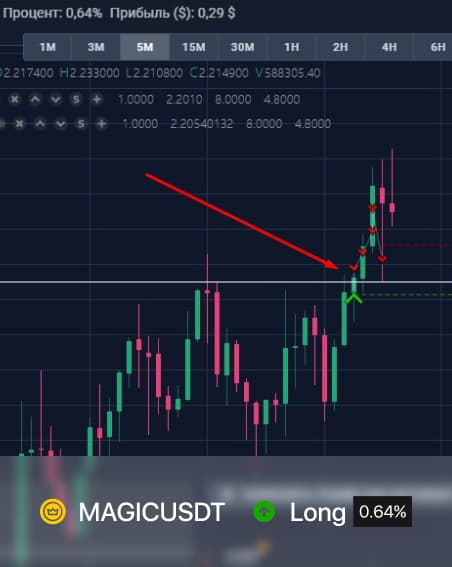 Процент: 0,64% Прибыль ($): 0,29 $
1M 3M 5M 15M 30M 1H 2H 4H 6H
O2.217400 H2.233000 L2.210800 C2.214900 V588305.40
S 1.0000 2.2010 8.0000 4.8000
S 1.0000 2.20540132 8.0000 4.8000
MAGICUSDT Long 0.64%